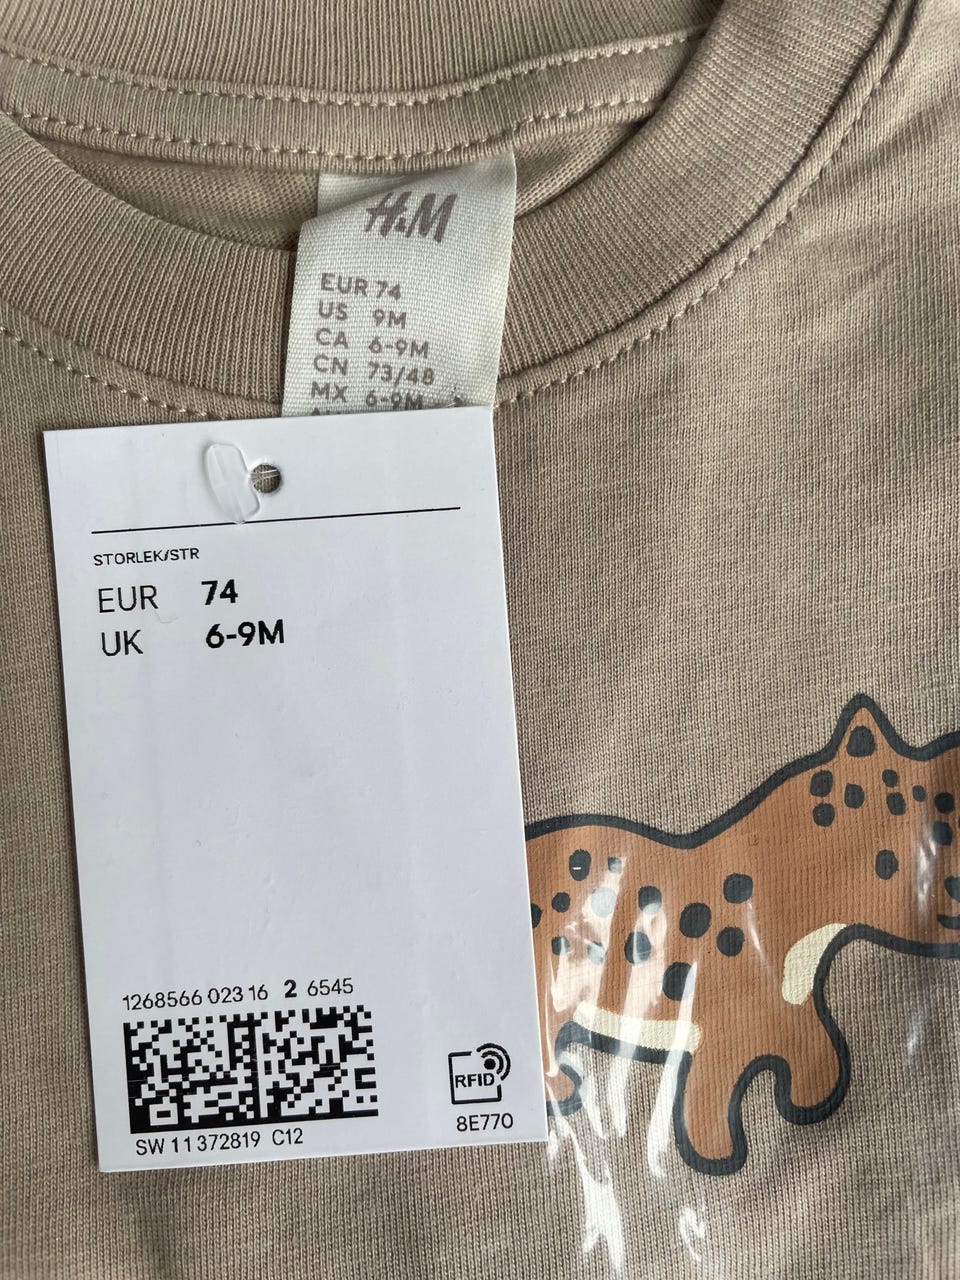 H&M
EUR 74
US 9M
CA 6-9M
CN 73/48
MX 6-9M
STORLEK/STR
EUR 74
UK 6-9M
1268566 023 16 2 6545
RFID
SW 11 372819 C12
8E770